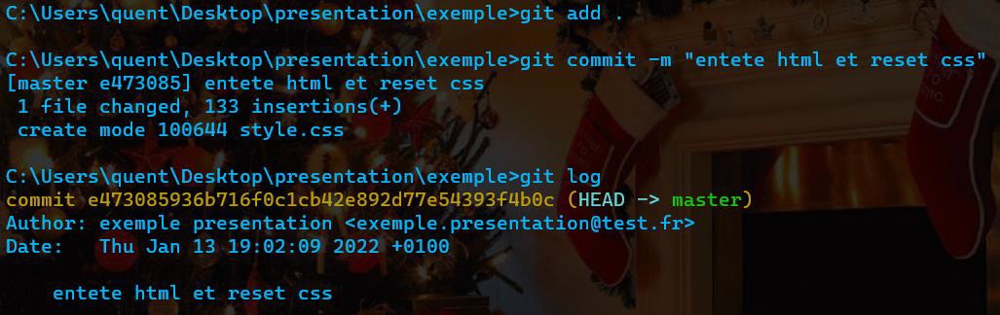 C:\Users\quent\Desktop\presentation\exemple>git add .
C:\Users\quent\Desktop\presentation\exemple>git commit -m "entete html et reset css"
[master e473085] entete html et reset css
 1 file changed, 133 insertions(+)
 create mode 100644 style.css
C:\Users\quent\Desktop\presentation\exemple>git log
commit e473085936b716f0c1cb42e892d77e54393f4b0c (HEAD -> master)
Author: exemple presentation <exemple.presentation@test.fr>
Date:   Thu Jan 13 19:02:09 2022 +0100
    entete html et reset css